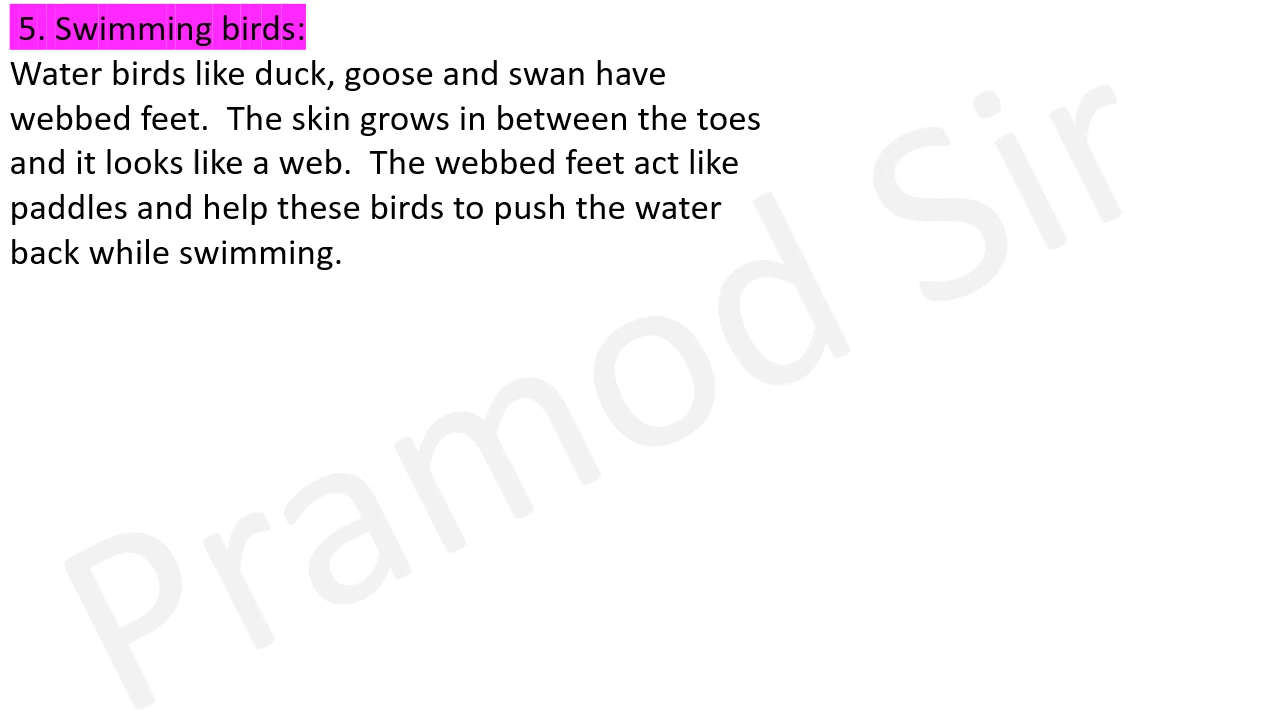 5. Swimming birds:
Water birds like duck, goose and swan have
webbed feet.  The skin grows in between the toes
and it looks like a web.  The webbed feet act like
paddles and help these birds to push the water
back while swimming.
Pramod Sir